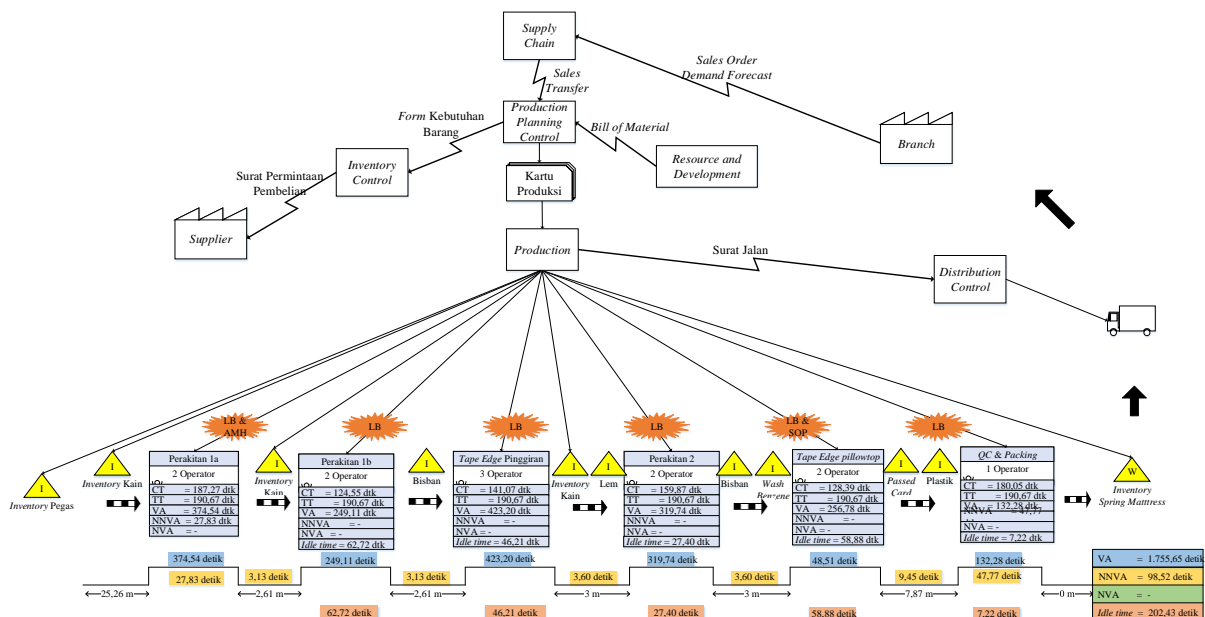 Supply
Chain
Sales Order
Demand Forecast
Sales
Transfer
Form Kebutuhan
Barang
Production
Planning
Control
Bill of Material
Branch
Inventory
Control
Resource and
Development
Kartu
Produksi
Surat Permintaan
Pembelian
Supplier
Production
Surat Jalan
Distribution
Control
LB &
AMH
LB
LB
LB
LB &
SOP
LB
I
Inventory Pegas
I
Inventory Kain
Perakitan 1a
2 Operator
CT = 187,27 dtk
TT = 190,67 dtk
VA = 374,54 dtk
NNVA = 27,83 dtk
NVA = -
I
Inventory
Kain
Perakitan 1b
2 Operator
CT = 124,55 dtk
TT = 190,67 dtk
VA = 249,11 dtk
NNVA = -
NVA = -
Idle time = 62,72 dtk
Bisban
I
Tape Edge Pinggiran
3 Operator
CT = 141,07 dtk
TT = 190,67 dtk
VA = 423,20 dtk
NNVA = -
NVA = -
Idle time = 46,21 dtk
I
Inventory
Kain
I
Lem
Perakitan 2
2 Operator
CT = 159,87 dtk
TT = 190,67 dtk
VA = 319,74 dtk
NNVA = -
NVA = -
Idle time = 27,40 dtk
I
Bisban
I
Wash
Benzene
Tape Edge pillowtop
2 Operator
CT = 128,39 dtk
TT = 190,67 dtk
VA = 256,78 dtk
NNVA = -
NVA = -
Idle time = 58,88 dtk
I
Passed
Card
I
Plastik
QC & Packing
1 Operator
CT = 180,05 dtk
TT = 190,67 dtk
VA = 132,28 dtk
NNVA = 47,77
NVA = -
Idle time = 7,22 dtk
W
Inventory
Spring Matttress
374,54 detik
249,11 detik
423,20 detik
319,74 detik
48,51 detik
132,28 detik
27,83 detik
3,13 detik
3,13 detik
3,60 detik
3,60 detik
9,45 detik
47,77 detik
25,26 m
2,61 m
2,61 m
3 m
3 m
7,87 m
0 m
62,72 detik
46,21 detik
27,40 detik
58,88 detik
7,22 detik
VA = 1.755,65 detik
NNVA = 98,52 detik
NVA = -
Idle time = 202,43 detik